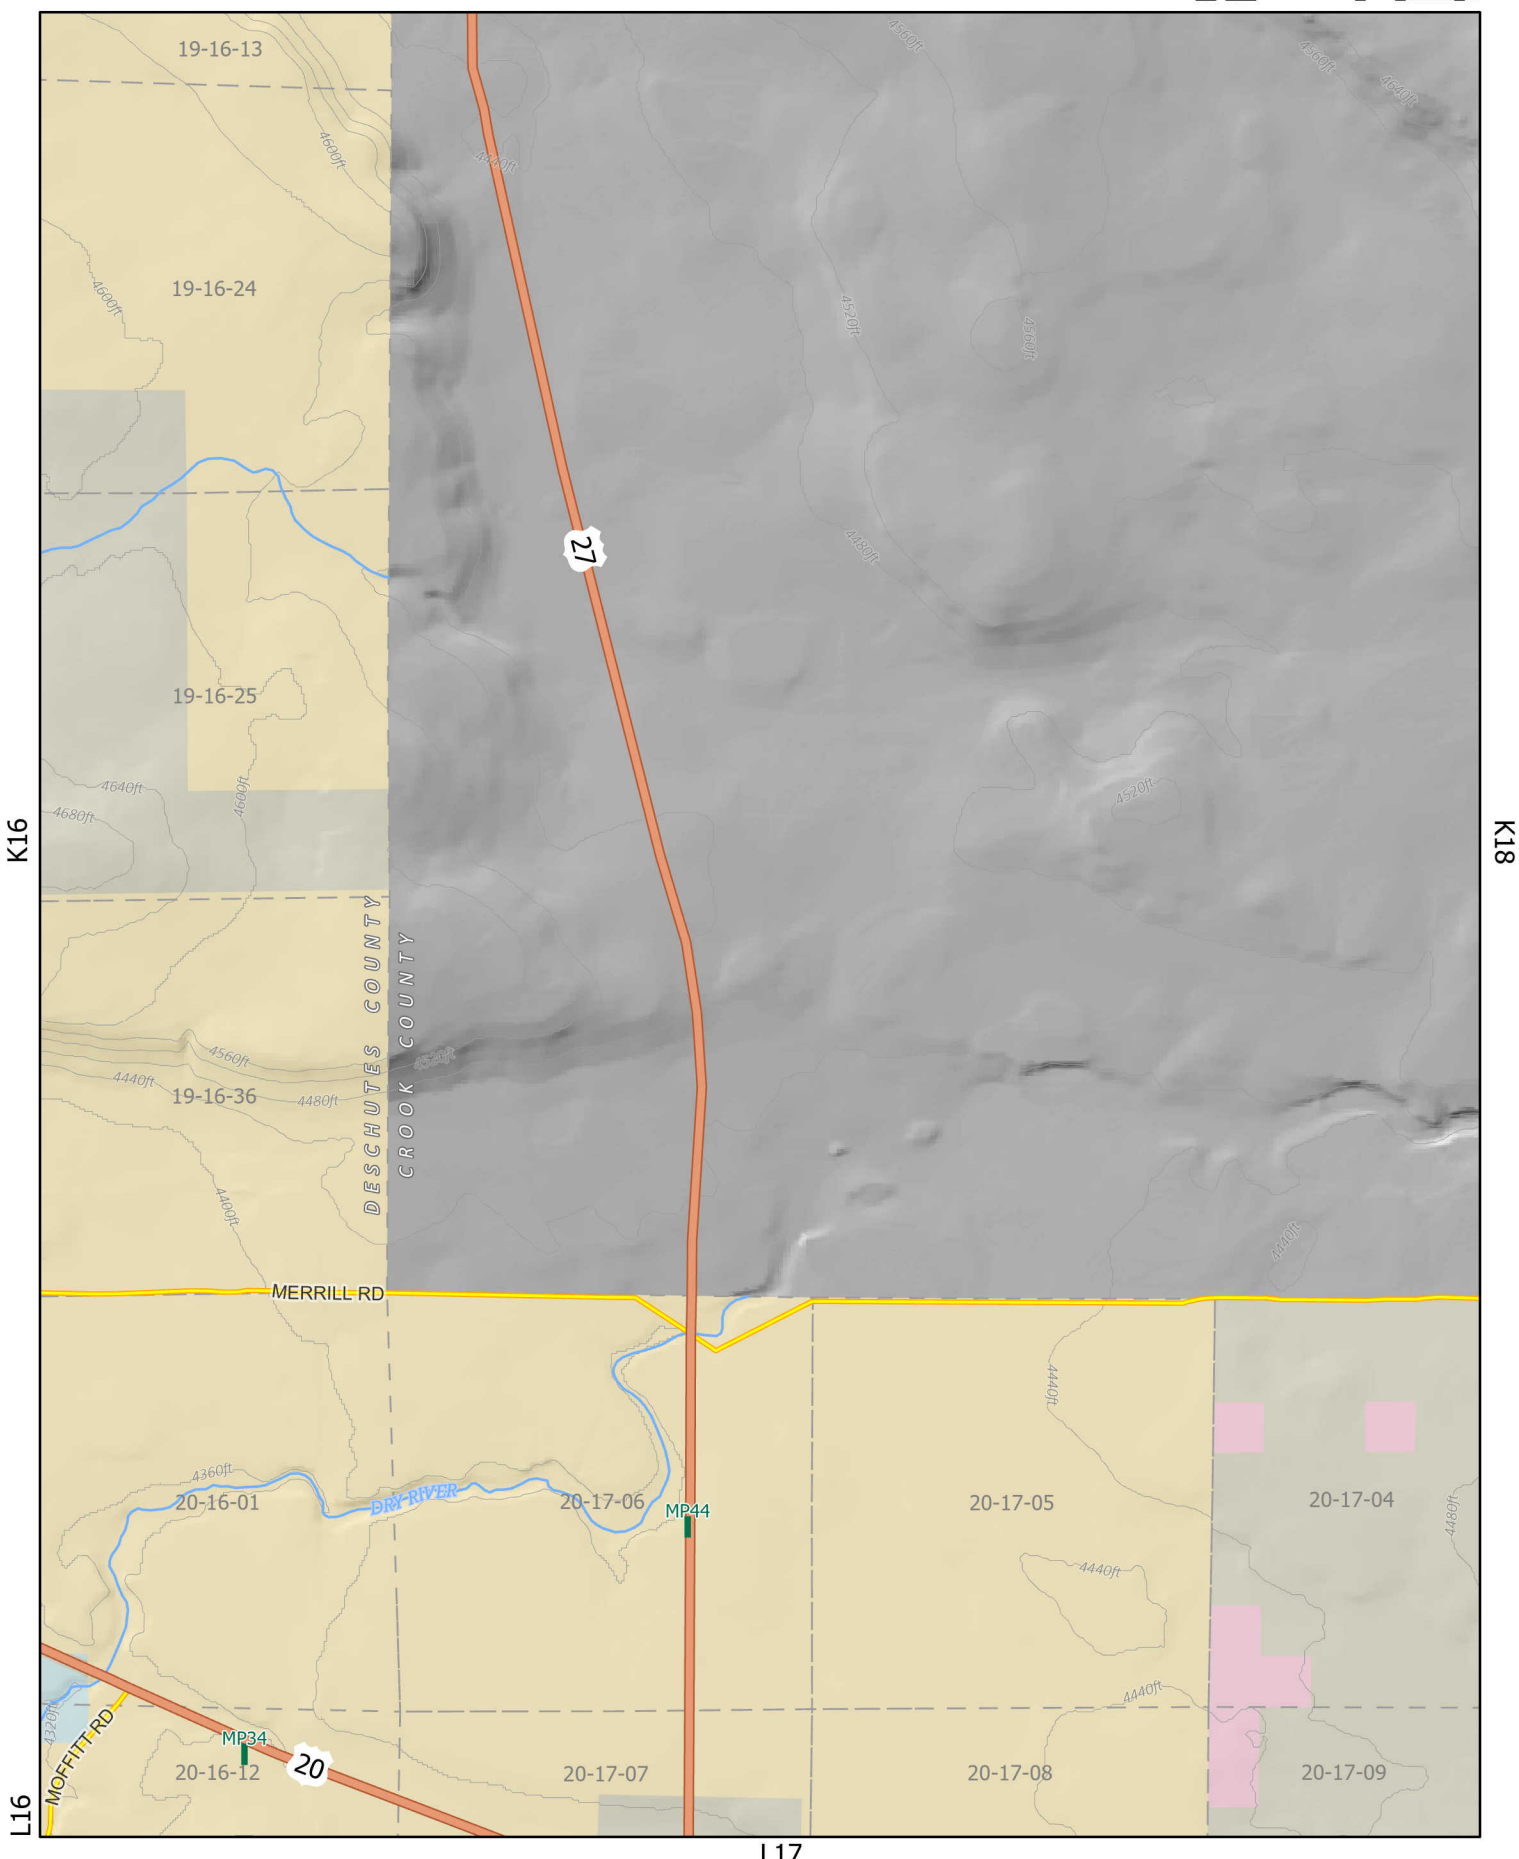 19-16-13
4560ft
4560ft
4640ft
4600ft
4440ft
19-16-24
4600ft
4520ft
4560ft
27
4480ft
19-16-25
4640ft
4600ft
4520ft
4680ft
K16
K18
DESCHUTES COUNTY
CROOK COUNTY
4560ft
4440ft
19-16-36
4480ft
4400ft
4440ft
MERRILL RD
4440ft
4360ft
20-16-01
DRY RIVER
20-17-06
MP44
20-17-05
20-17-04
4480ft
4440ft
4440ft
4320ft
MOFFITT RD
MP34
20
20-16-12
20-17-07
20-17-08
20-17-09
L16
L17